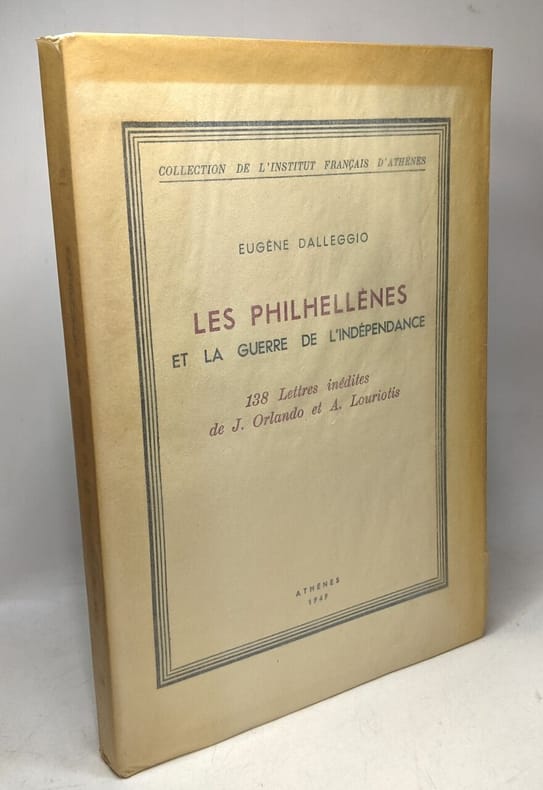 COLLECTION DE L'INSTITUT FRANÇAIS D'ATHÈNES
EUGÈNE DALLEGGIO
LES PHILHELLÈNES
ET LA GUERRE DE L'INDÉPENDANCE
138 Lettres inédites
de J. Orlando et A. Louriotis
ATHÈNES
1949